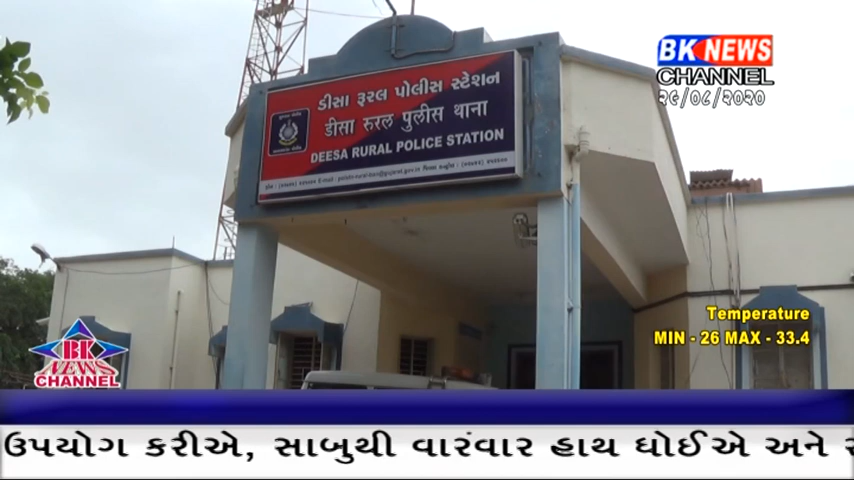 BK NEWS
CHANNEL
૨૯/૦૮/૨૦૨૦
ડીસા રૂરલ પોલીસ સ્ટેશન
डीसा रुरल पुलीस थाना
DEESA RURAL POLICE STATION
Temperature
MIN - 26 MAX - 33.4
BK
NEWS
CHANNEL
ઉપયોગ કરીએ, સાબુથી વારંવાર હાથ ધોઈએ અને